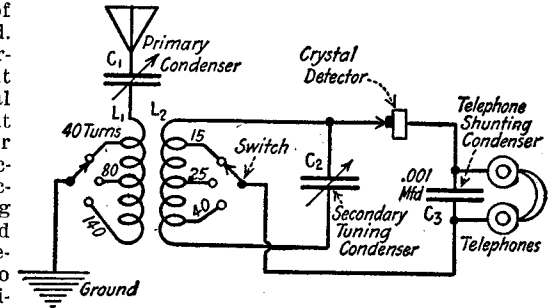 Primary
Condenser
C1
L1
L2
40 Turns
80
140
15
25
40
Switch
Ground
Crystal
Detector
C2
Secondary
Tuning
Condenser
Telephone
Shunting
Condenser
.001
Mfd
C3
Telephones